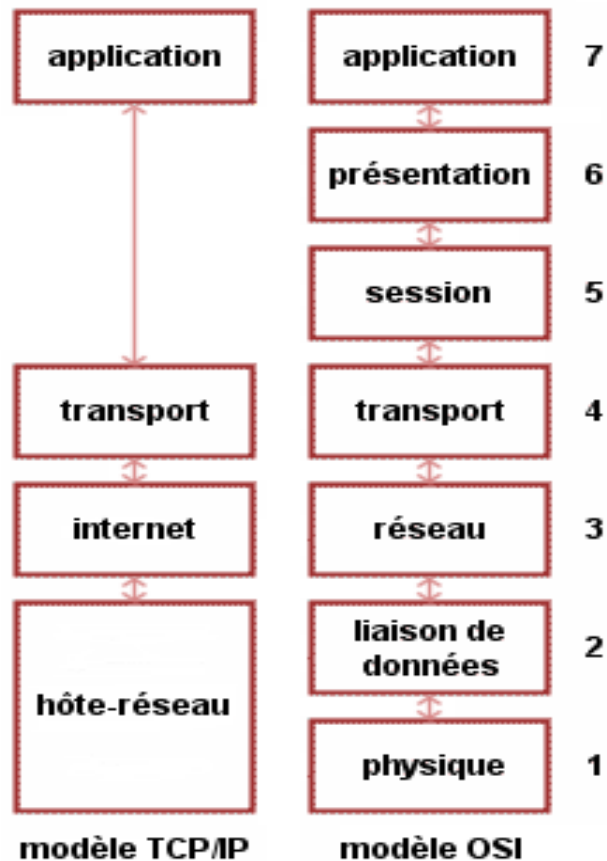 application
application 7
présentation 6
session 5
transport
transport 4
internet
réseau 3
liaison de
données 2
hôte-réseau
physique 1
modèle TCP/IP
modèle OSI